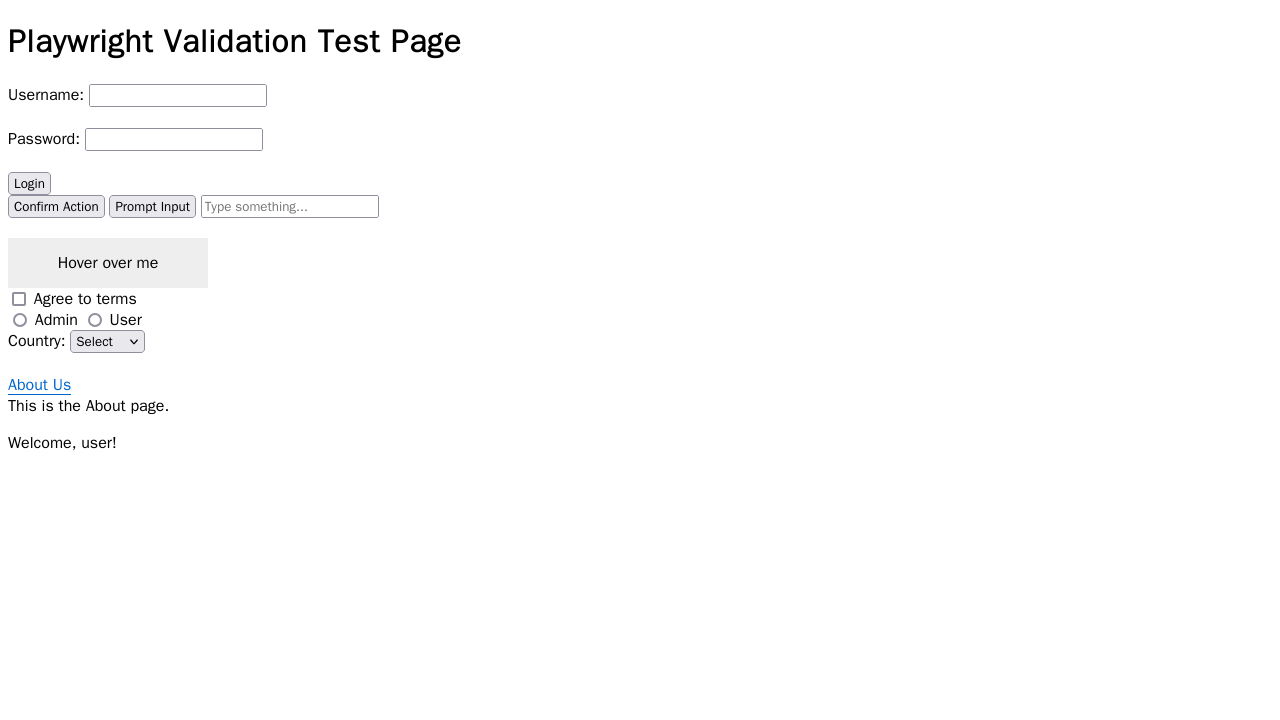 Playwright Validation Test Page
Username:
Password:
Login
Confirm Action Prompt Input Type something...
Hover over me
Agree to terms
Admin User
Country: Select
About Us
This is the About page.
Welcome, user!